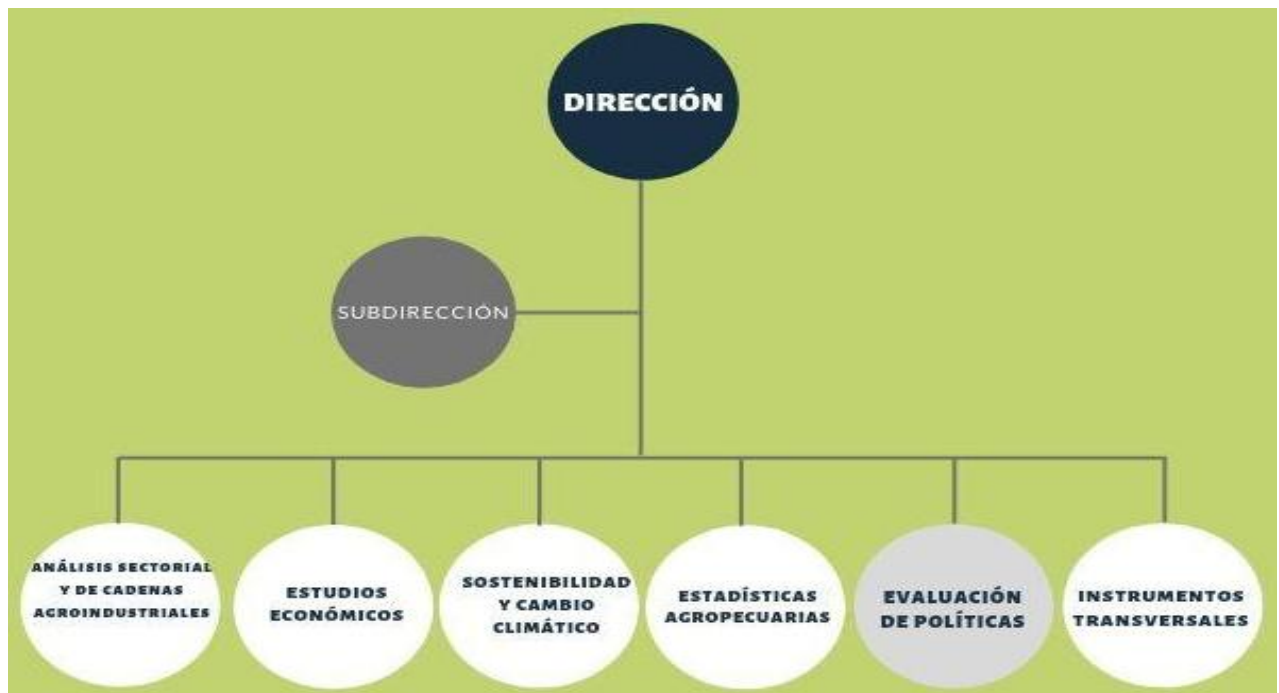 DIRECCIÓN
SUBDIRECCIÓN
ANÁLISIS SECTORIAL
Y DE CADENAS
AGROINDUSTRIALES
ESTUDIOS
ECONÓMICOS
SOSTENIBILIDAD
Y CAMBIO
CLIMÁTICO
ESTADÍSTICAS
AGROPECUARIAS
EVALUACIÓN
DE POLÍTICAS
INSTRUMENTOS
TRANSVERSALES